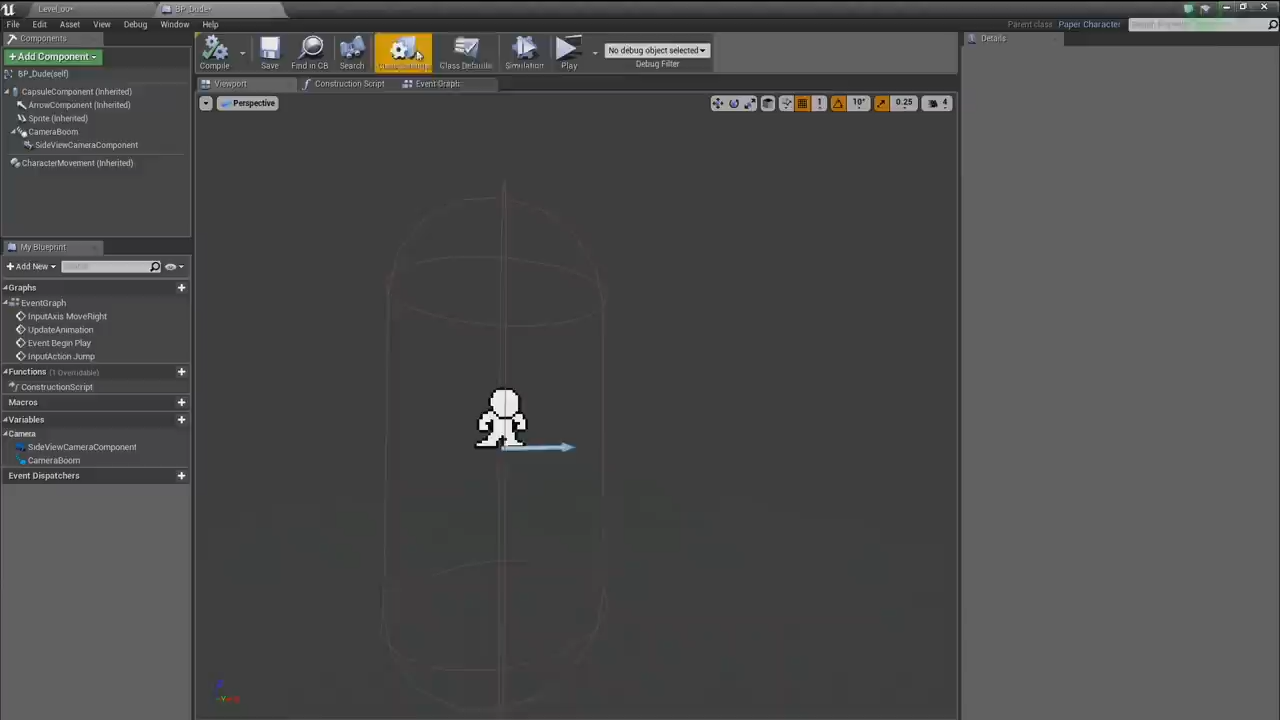 Level_00*
BP_Dude*
File Edit Asset View Debug Window Help
Parent class: Paper Character
Components
Details
+Add Component
Compile Save Find in CB Search Class Defaults Simulation Play
No debug object selected
Debug Filter
BP_Dude(self)
Viewport Construction Script Event Graph
CapsuleComponent (Inherited)
ArrowComponent (Inherited)
Sprite (Inherited)
CameraBoom
SideViewCameraComponent
CharacterMovement (Inherited)
Perspective
1 10° 0.25 4
My Blueprint
+Add New
Graphs
EventGraph
InputAxis MoveRight
UpdateAnimation
Event Begin Play
InputAction Jump
Functions (1 Overridable)
ConstructionScript
Macros
Variables
Camera
SideViewCameraComponent
CameraBoom
Event Dispatchers